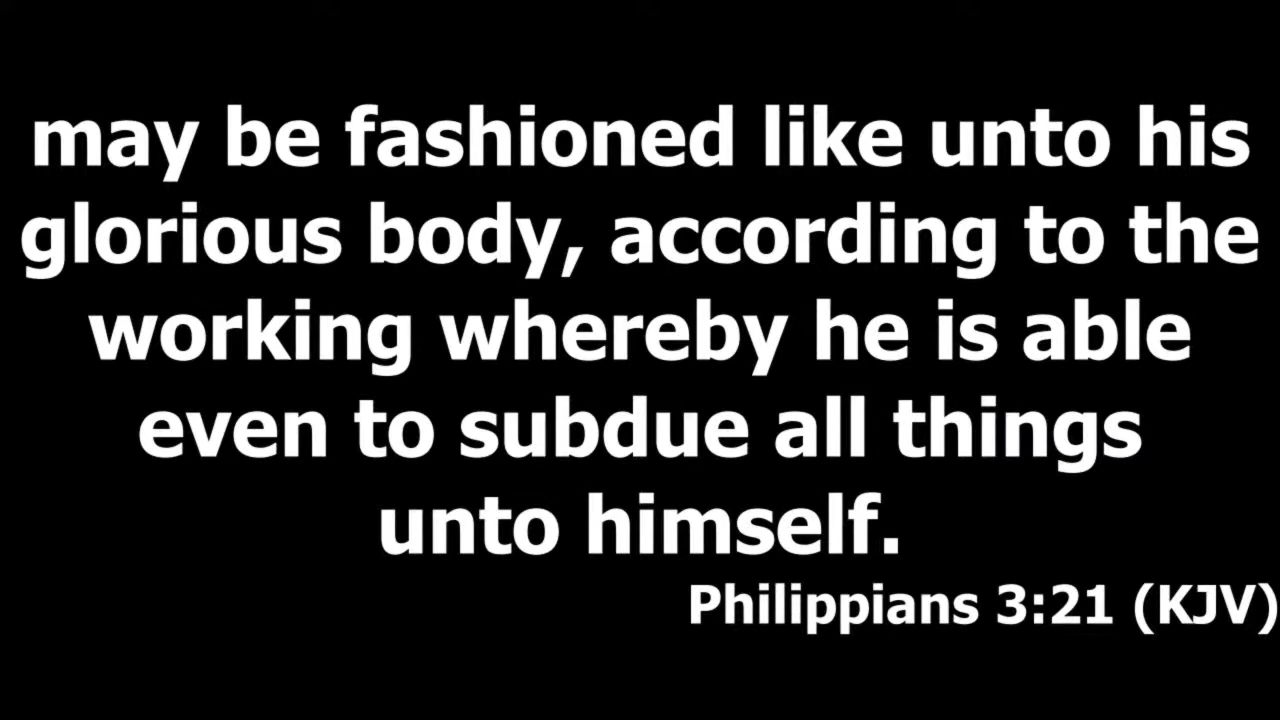 may be fashioned like unto his
glorious body, according to the
working whereby he is able
even to subdue all things
unto himself.
Philippians 3:21 (KJV)